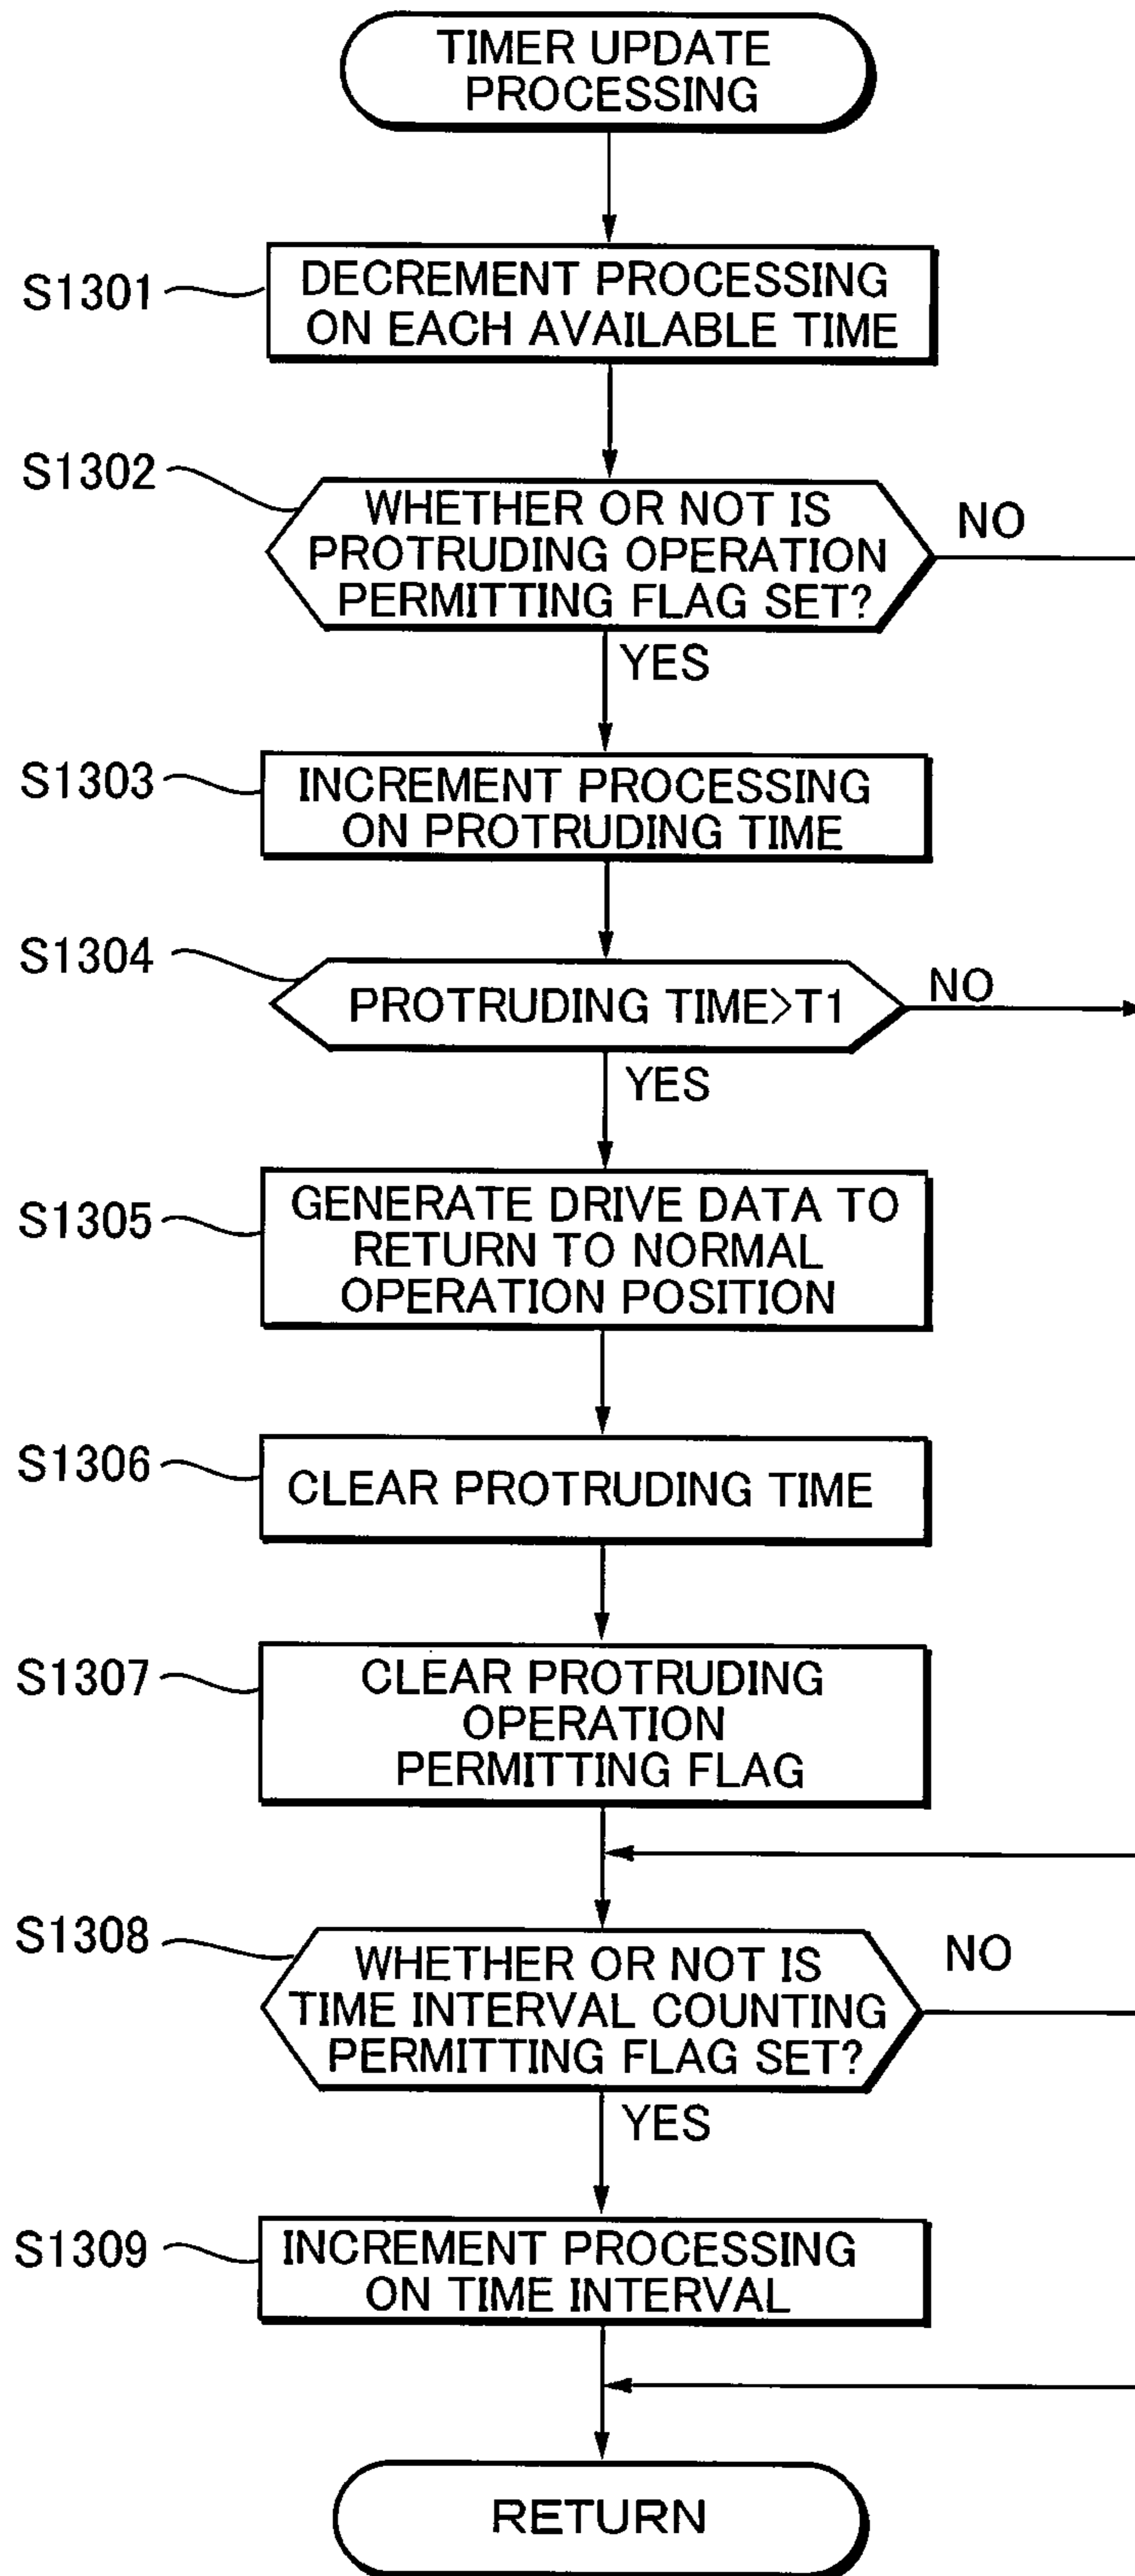 TIMER UPDATE
PROCESSING
S1301
DECREMENT PROCESSING
ON EACH AVAILABLE TIME
S1302
WHETHER OR NOT IS
PROTRUDING OPERATION
PERMITTING FLAG SET?
NO
YES
S1303
INCREMENT PROCESSING
ON PROTRUDING TIME
S1304
PROTRUDING TIME>T1
NO
YES
S1305
GENERATE DRIVE DATA TO
RETURN TO NORMAL
OPERATION POSITION
S1306
CLEAR PROTRUDING TIME
S1307
CLEAR PROTRUDING
OPERATION
PERMITTING FLAG
S1308
WHETHER OR NOT IS
TIME INTERVAL COUNTING
PERMITTING FLAG SET?
NO
YES
S1309
INCREMENT PROCESSING
ON TIME INTERVAL
RETURN